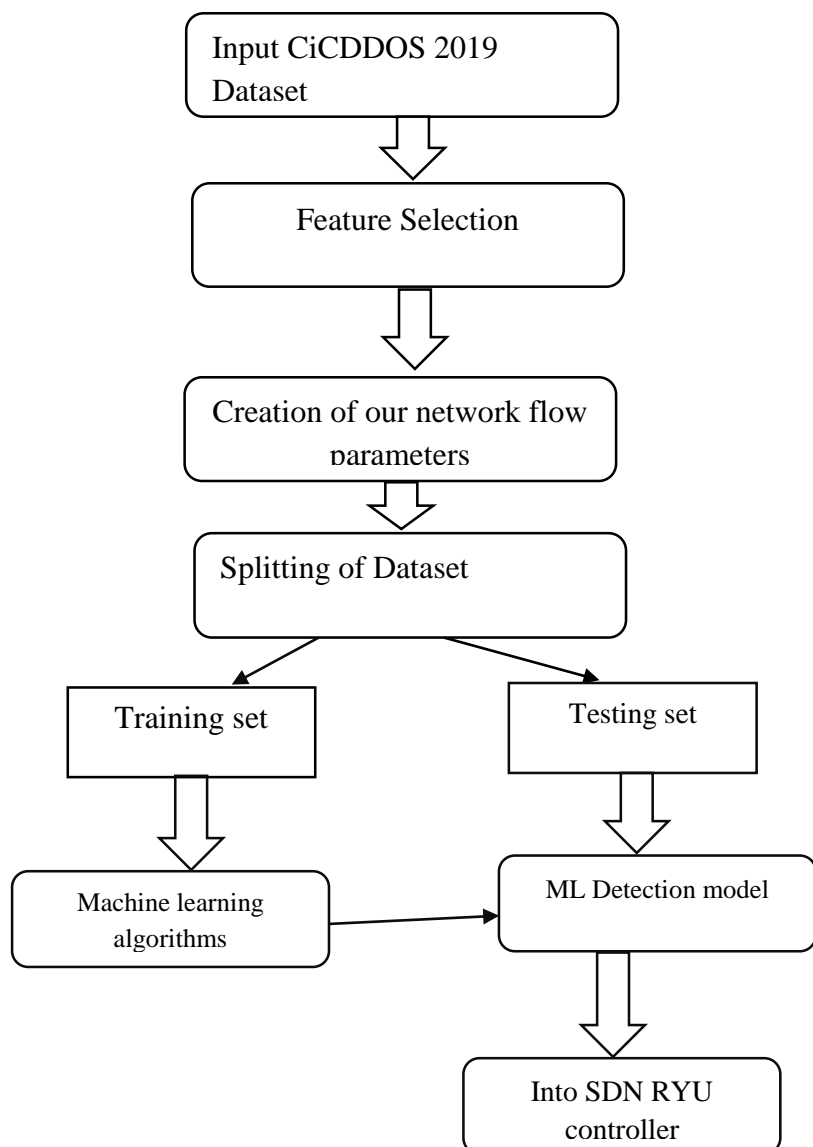 Input CiCDDOS 2019
Dataset
Feature Selection
Creation of our network flow
parameters
Splitting of Dataset
Training set
Testing set
Machine learning
algorithms
ML Detection model
Into SDN RYU
controller